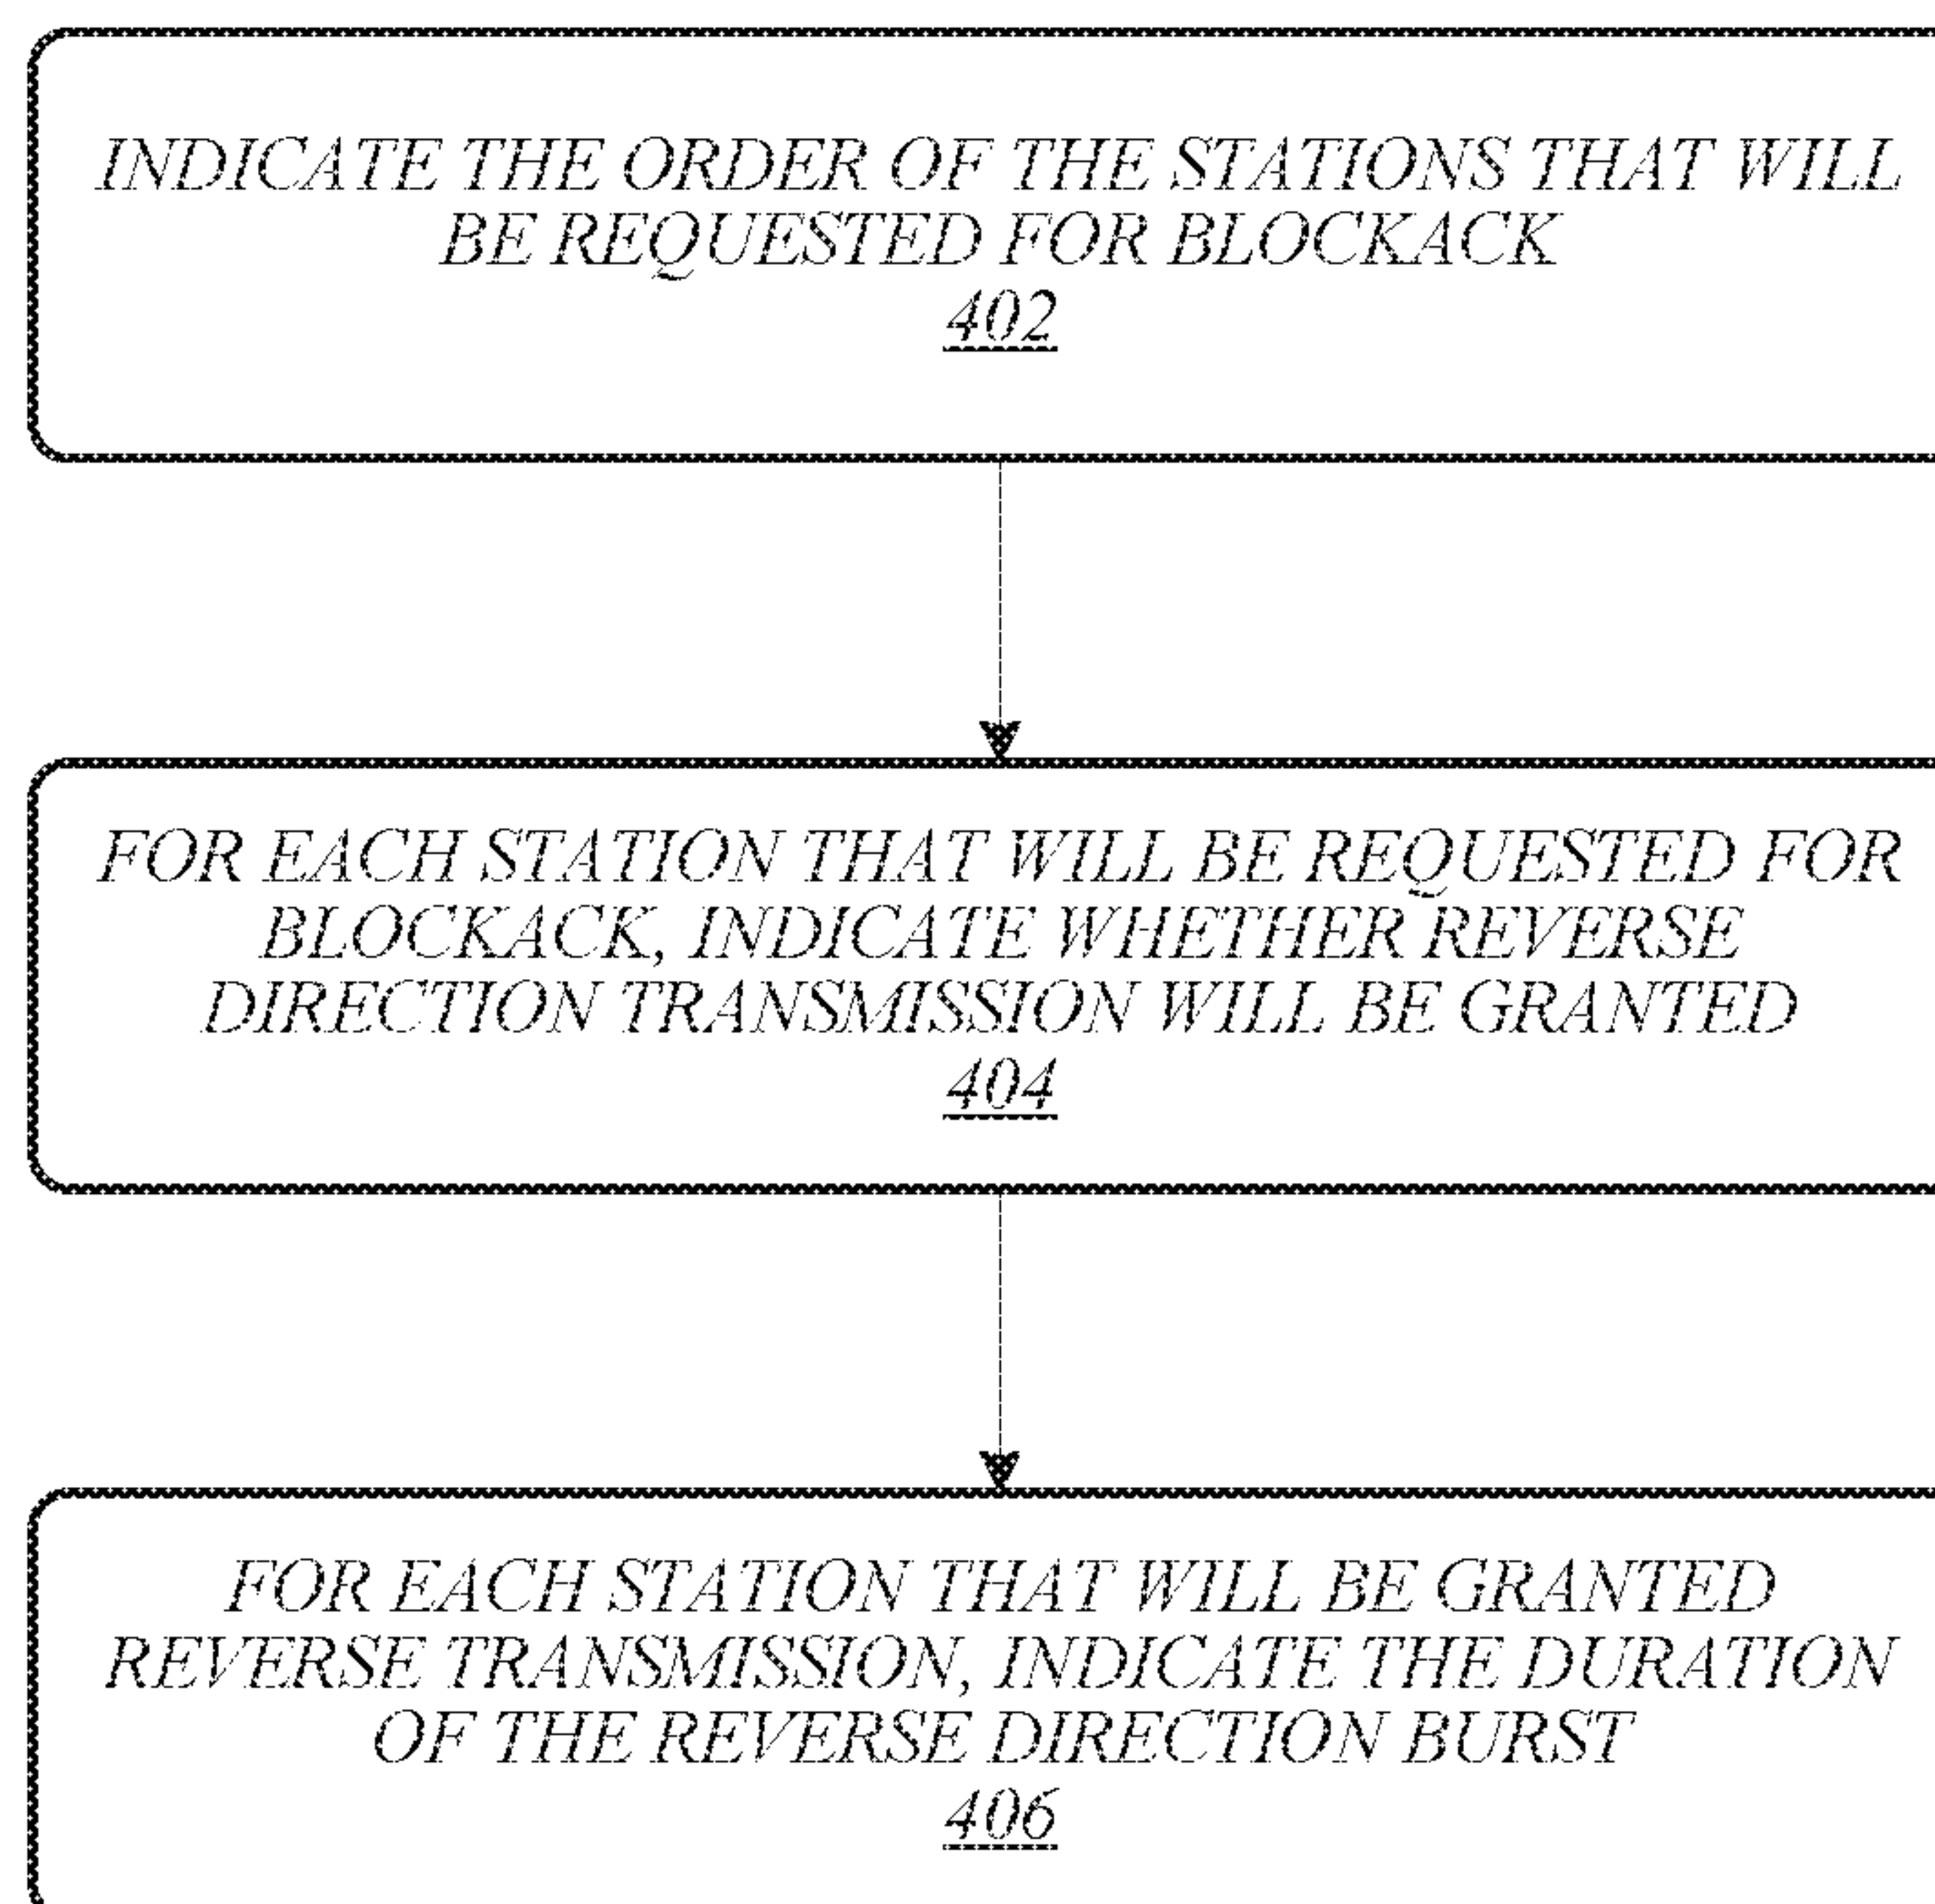 INDICATE THE ORDER OF THE STATIONS THAT WILL
BE REQUESTED FOR BLOCKACK
402
FOR EACH STATION THAT WILL BE REQUESTED FOR
BLOCKACK, INDICATE WHETHER REVERSE
DIRECTION TRANSMISSION WILL BE GRANTED
404
FOR EACH STATION THAT WILL BE GRANTED
REVERSE TRANSMISSION, INDICATE THE DURATION
OF THE REVERSE DIRECTION BURST
406